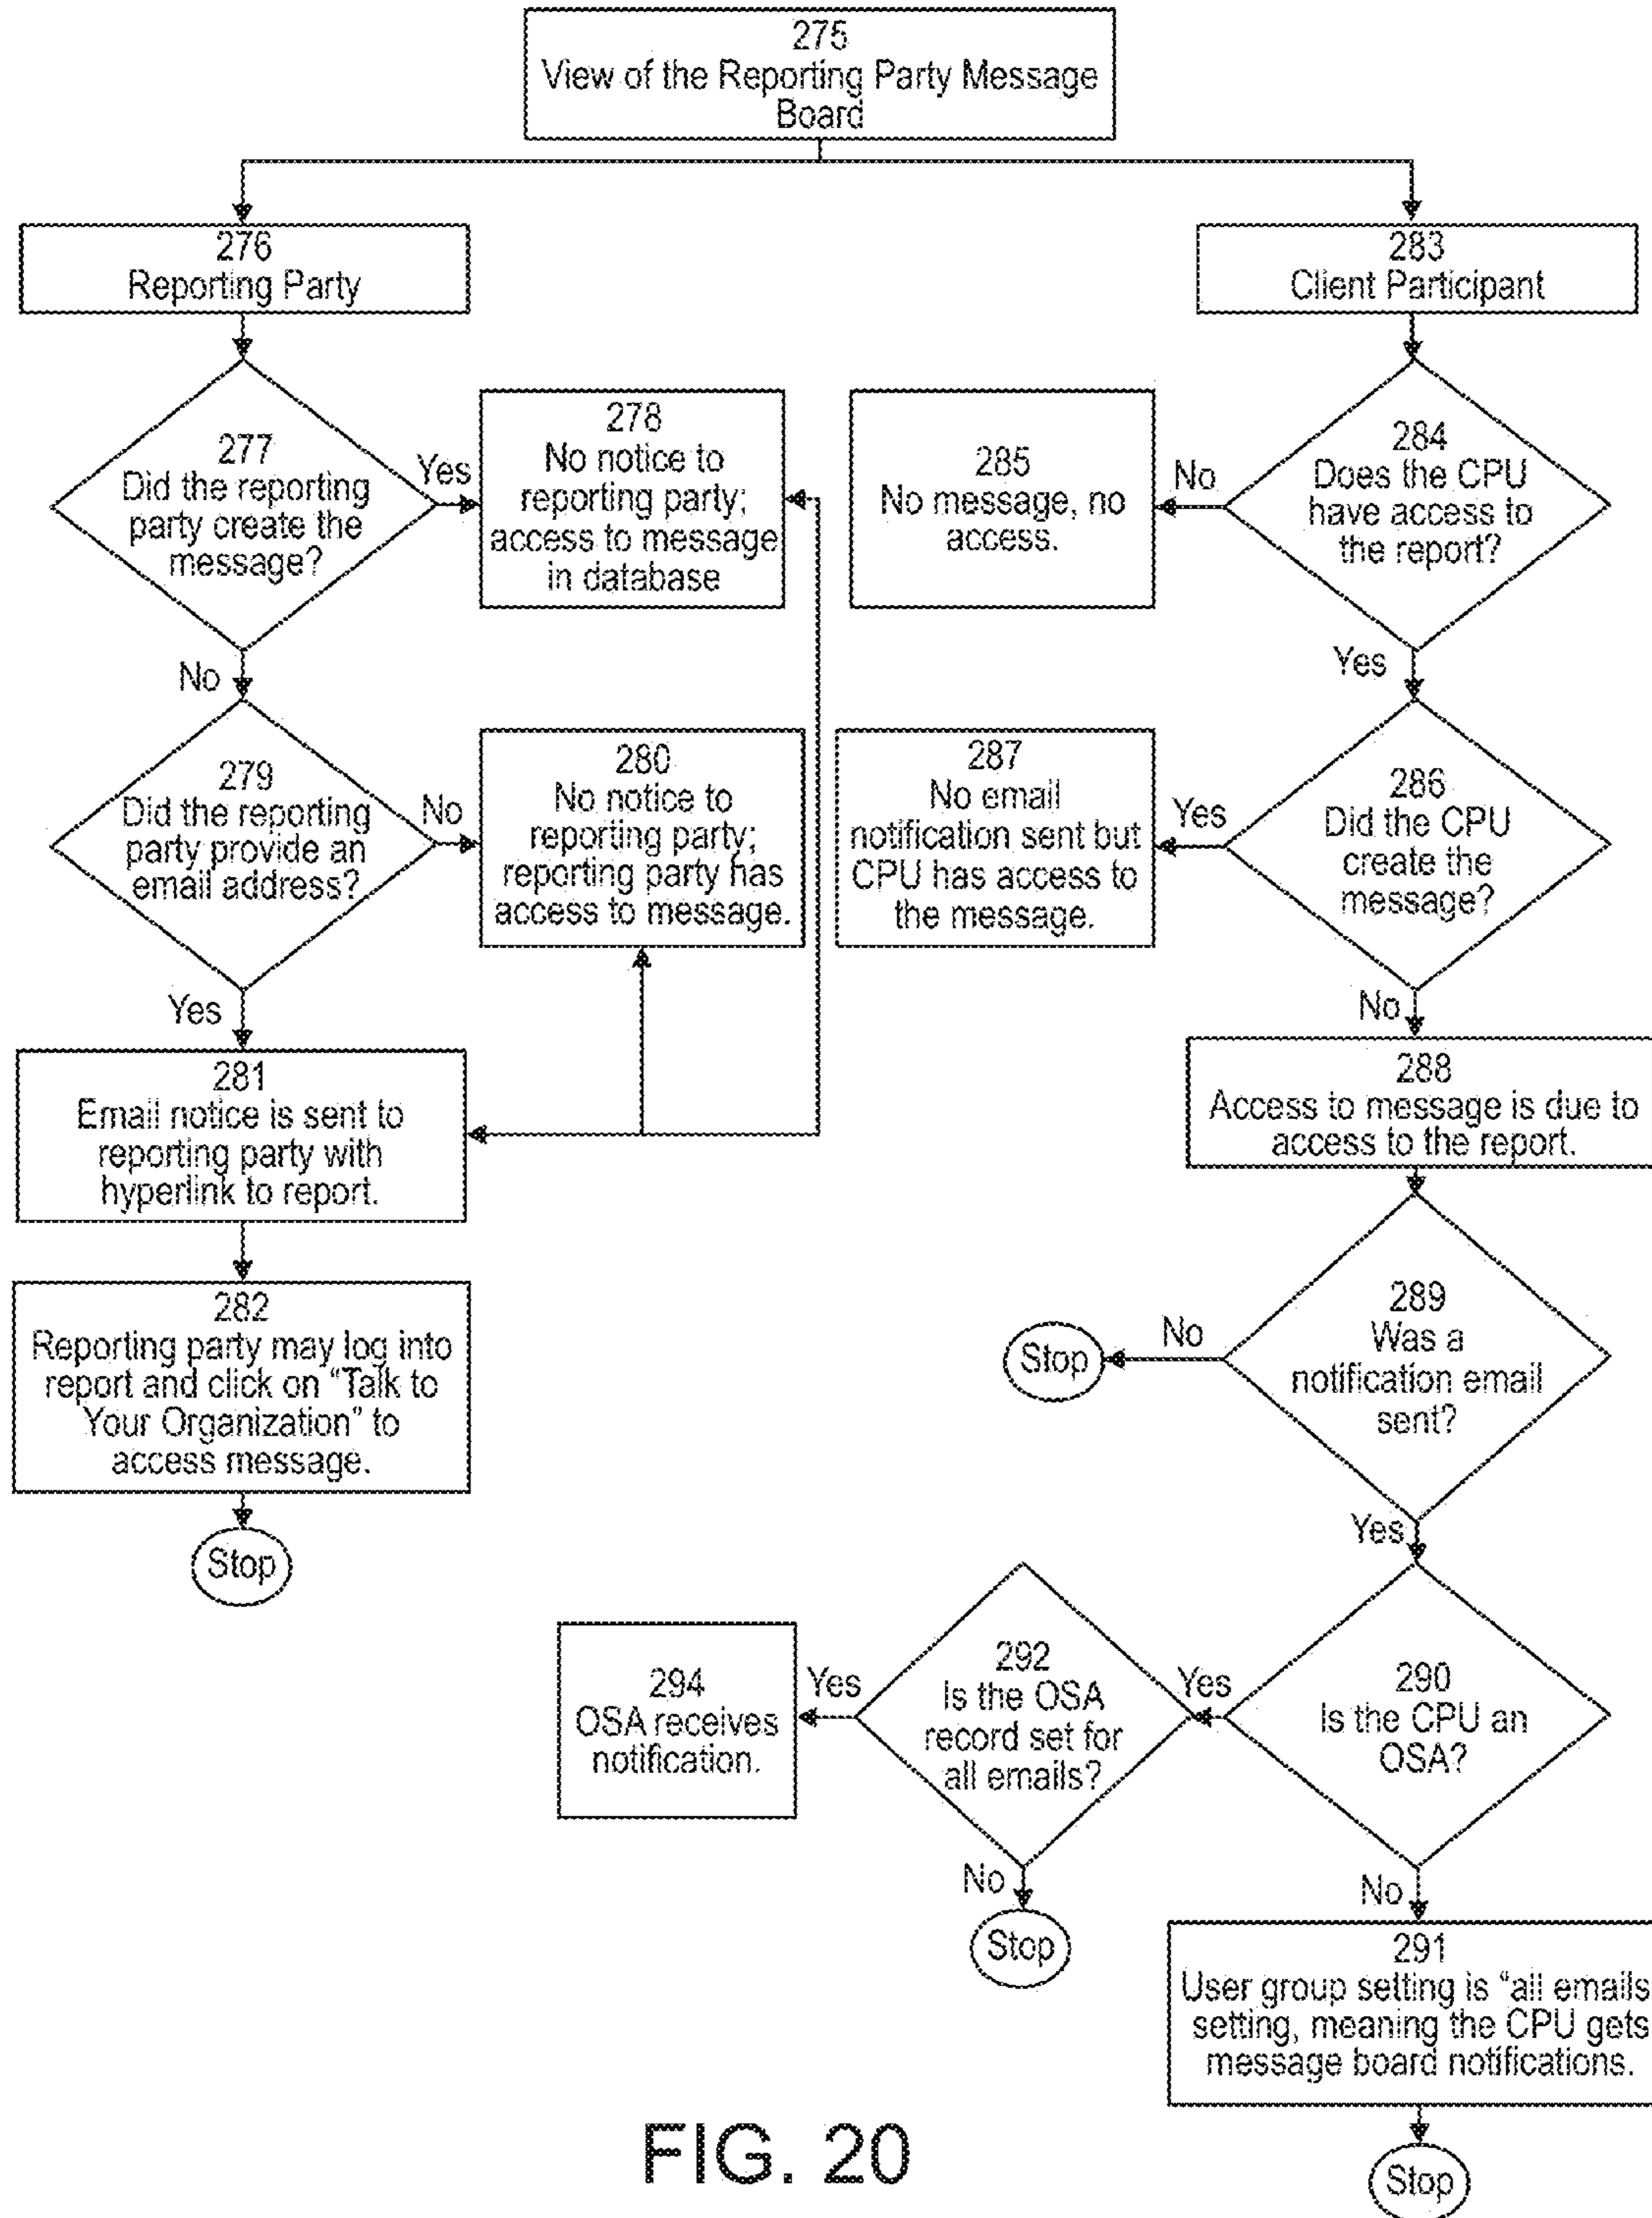 275
View of the Reporting Party Message
Board
276
Reporting Party
283
Client Participant
277
Did the reporting
party create the
message?
Yes
278
No notice to
reporting party;
access to message
in database
285
No message, no
access.
No
284
Does the CPU
have access to
the report?
No
Yes
279
Did the reporting
party provide an
email address?
No
280
No notice to
reporting party;
reporting party has
access to message.
287
No email
notification sent but
CPU has access to
the message.
Yes
286
Did the CPU
create the
message?
Yes
No
281
Email notice is sent to
reporting party with
hyperlink to report.
288
Access to message is due to
access to the report.
282
Reporting party may log into
report and click on “Talk to
Your Organization” to
access message.
Stop
No
289
Was a
notification email
sent?
Stop
Yes
294
OSA receives
notification.
Yes
292
Is the OSA
record set for
all emails?
Yes
290
Is the CPU an
OSA?
No
Stop
No
291
User group setting is “all emails
setting, meaning the CPU gets
message board notifications.
Stop
FIG. 20